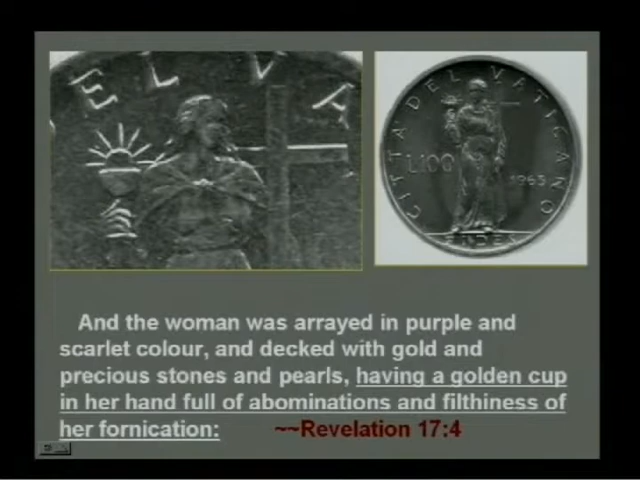 E L V A
CITTA DEL VATICANO
L.100
1963
FIDES
And the woman was arrayed in purple and
scarlet colour, and decked with gold and
precious stones and pearls, having a golden cup
in her hand full of abominations and filthiness of
her fornication: ~~Revelation 17:4